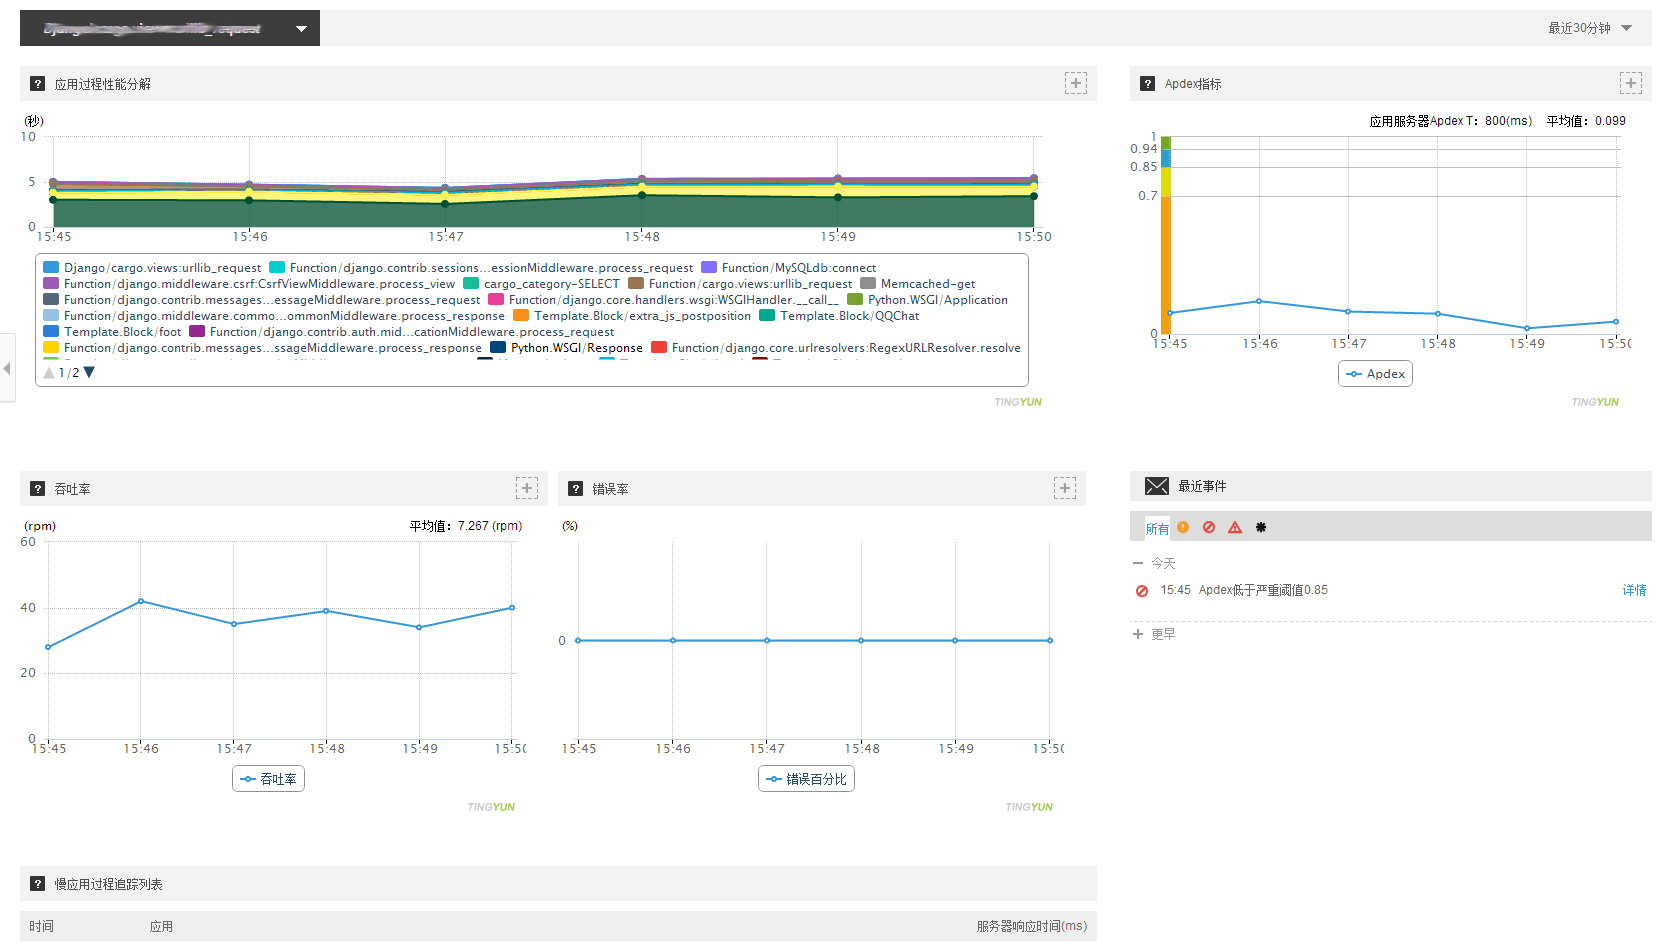 最近30分钟
? 应用过程性能分解
(秒)
10
5
0
15:45 15:46 15:47 15:48 15:49 15:50
Django/cargo.views:urllib_request Function/django.contrib.sessions...essionMiddleware.process_request Function/MySQLdb:connect
Function/django.middleware.csrf:CsrfViewMiddleware.process_view cargo_category-SELECT Function/cargo.views:urllib_request Memcached-get
Function/django.contrib.messages...essageMiddleware.process_request Function/django.core.handlers.wsgi:WSGIHandler.__call__ Python.WSGI/Application
Function/django.middleware.commo...ommonMiddleware.process_response Template.Block/extra_js_postposition Template.Block/QQChat
Template.Block/foot Function/django.contrib.auth.mid...cationMiddleware.process_request
Function/django.contrib.messages...ssageMiddleware.process_response Python.WSGI/Response Function/django.core.urlresolvers:RegexURLResolver.resolve
1/2
TINGYUN
? Apdex指标
应用服务器Apdex T：800(ms) 平均值：0.099
1
0.94
0.85
0.7
0
15:45 15:46 15:47 15:48 15:49 15:50
Apdex
TINGYUN
? 吞吐率
(rpm) 平均值：7.267 (rpm)
60
40
20
0
15:45 15:46 15:47 15:48 15:49 15:50
吞吐率
TINGYUN
? 错误率
(%)
0
15:45 15:46 15:47 15:48 15:49 15:50
错误百分比
TINGYUN
最近事件
所有
今天
15:45 Apdex低于严重阈值0.85 详情
更早
? 慢应用过程追踪列表
时间 应用 服务器响应时间(ms)